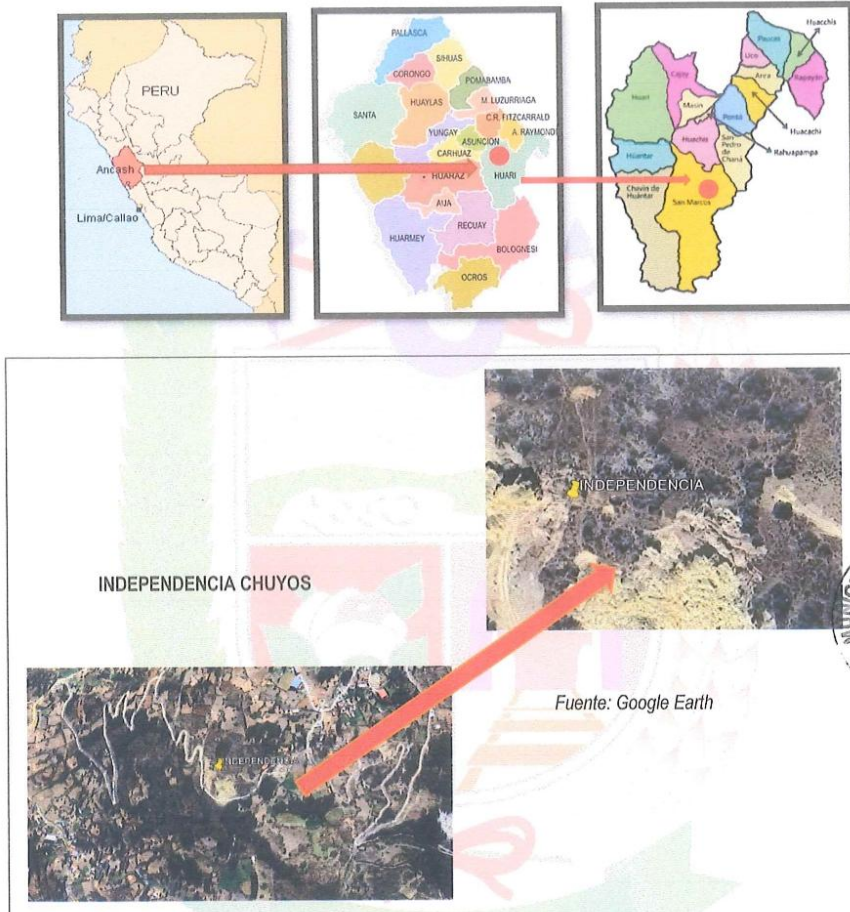 PERU
Ancash
Lima/Callao
PALLASCA
SIHUAS
CORONGO
POMABAMBA
HUAYLAS
M. LUZURRIAGA
SANTA
C.R. FITZCARRALD
YUNGAY
A. RAYMONDI
ASUNCION
CARHUAZ
HUARAZ
HUARI
AIJA
RECUAY
HUARMEY
BOLOGNESI
OCROS
Huacchis
Paucas
Uco
Rapayán
Cajay
Huari
Anra
Masin
Pontó
Huacachi
Huachis
San Pedro de Chaná
Rahuapampa
Huántar
Chavín de Huántar
San Marcos
INDEPENDENCIA
INDEPENDENCIA CHUYOS
Fuente: Google Earth
INDEPENDENCIA